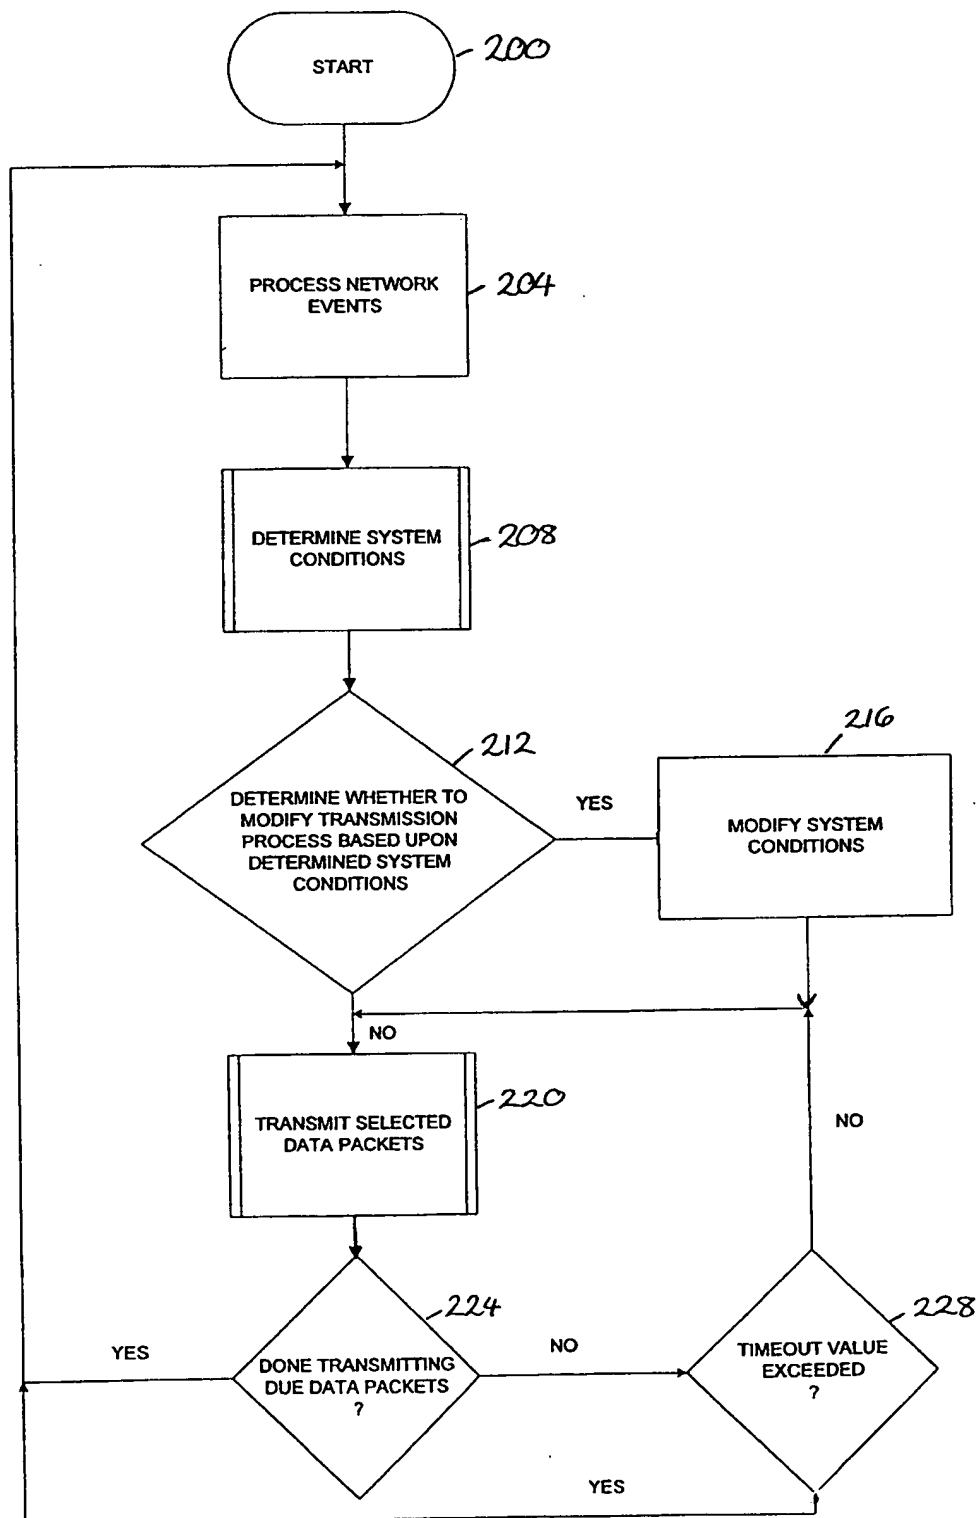 START
200
PROCESS NETWORK
EVENTS
204
DETERMINE SYSTEM
CONDITIONS
208
212
216
DETERMINE WHETHER TO
MODIFY TRANSMISSION
PROCESS BASED UPON
DETERMINED SYSTEM
CONDITIONS
YES
MODIFY SYSTEM
CONDITIONS
NO
TRANSMIT SELECTED
DATA PACKETS
220
NO
224
228
YES
DONE TRANSMITTING
DUE DATA PACKETS
?
NO
TIMEOUT VALUE
EXCEEDED
?
YES